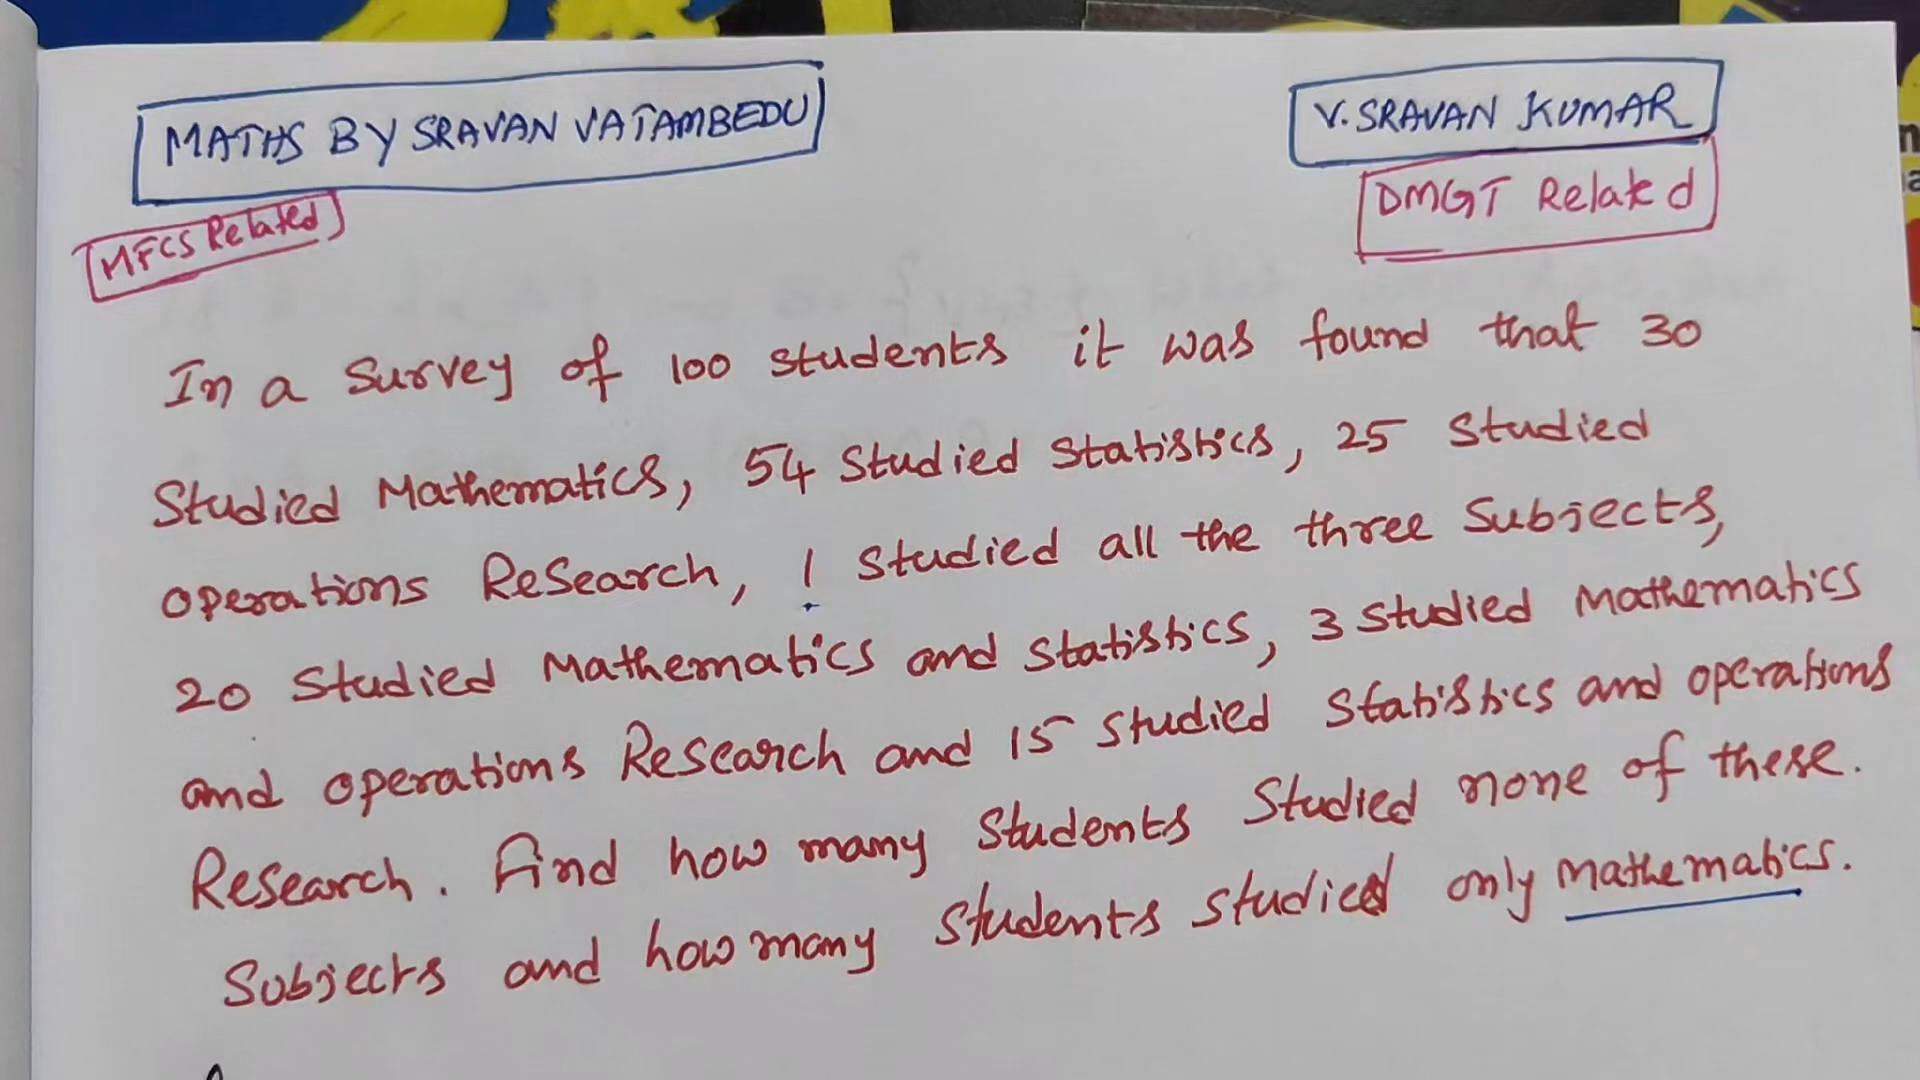 MATHS BY SRAVAN VATAMBEDU
V. SRAVAN KUMAR
MFCS Related
DMGT Related
In a Survey of 100 students it was found that 30
Studied Mathematics, 54 Studied Statistics, 25 Studied
Operations Research, 1 Studied all the three Subjects,
20 Studied Mathematics and Statistics, 3 Studied Mathematics
and operations Research and 15 Studied Statistics and operations
Research. Find how many Students Studied none of these.
Subjects and how many Students studied only Mathematics.